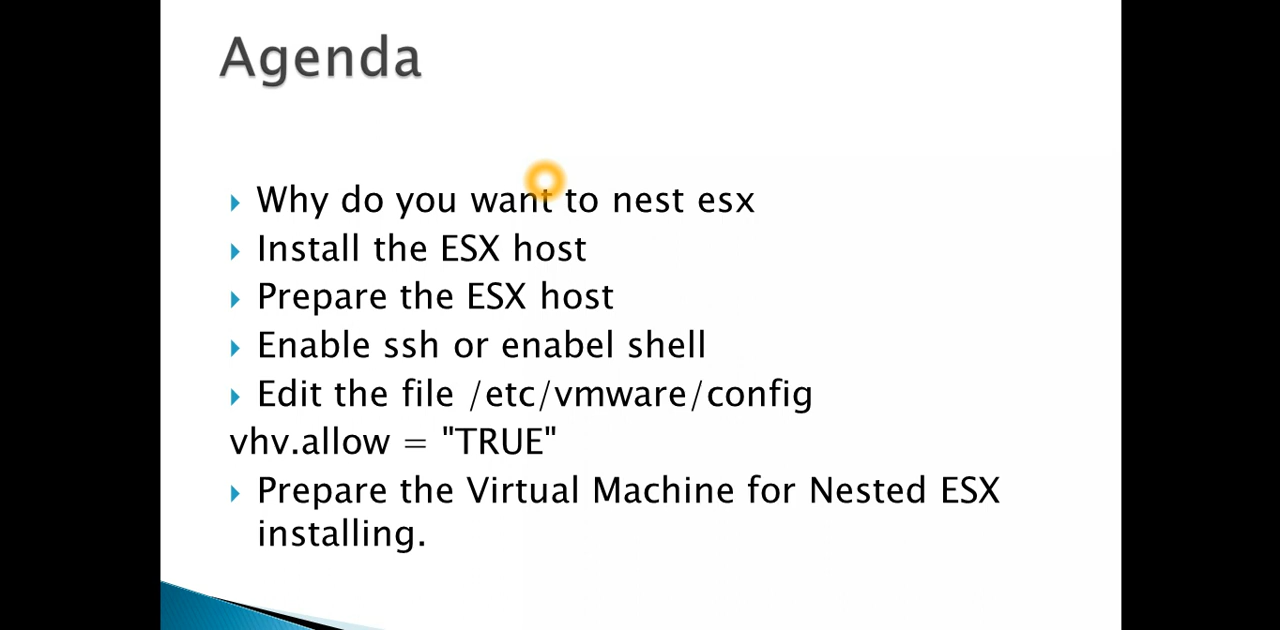 Agenda
Why do you want to nest esx
Install the ESX host
Prepare the ESX host
Enable ssh or enabel shell
Edit the file /etc/vmware/config
vhv.allow = "TRUE"
Prepare the Virtual Machine for Nested ESX
installing.